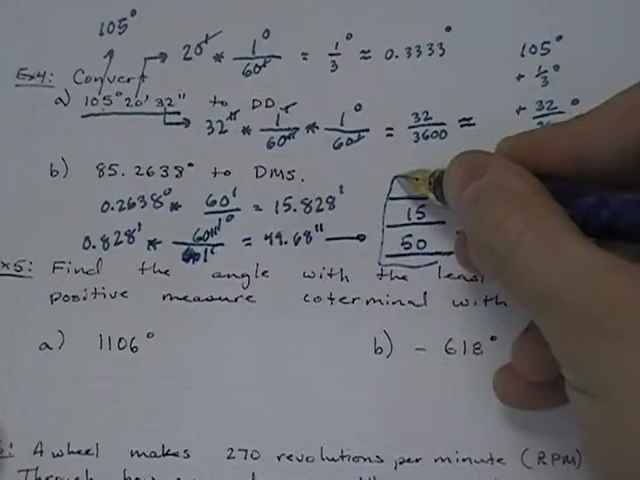 105°
20' * 1°/60' = 1/3° ≈ 0.3333°
105°
Ex4: Convert
+ 1/3°
a) 105° 20' 32" to DD.
32" * 1'/60" * 1°/60' = 32/3600 ≈
+ 32/ °
b) 85.2638° to DMS.
0.2638° * 60'/1° = 15.828'
15
0.828' * 60"/1' = 49.68" → 50
x5: Find the angle with the least
positive measure coterminal with
a) 1106°
b) - 618°
: A wheel makes 270 revolutions per minute (RPM)